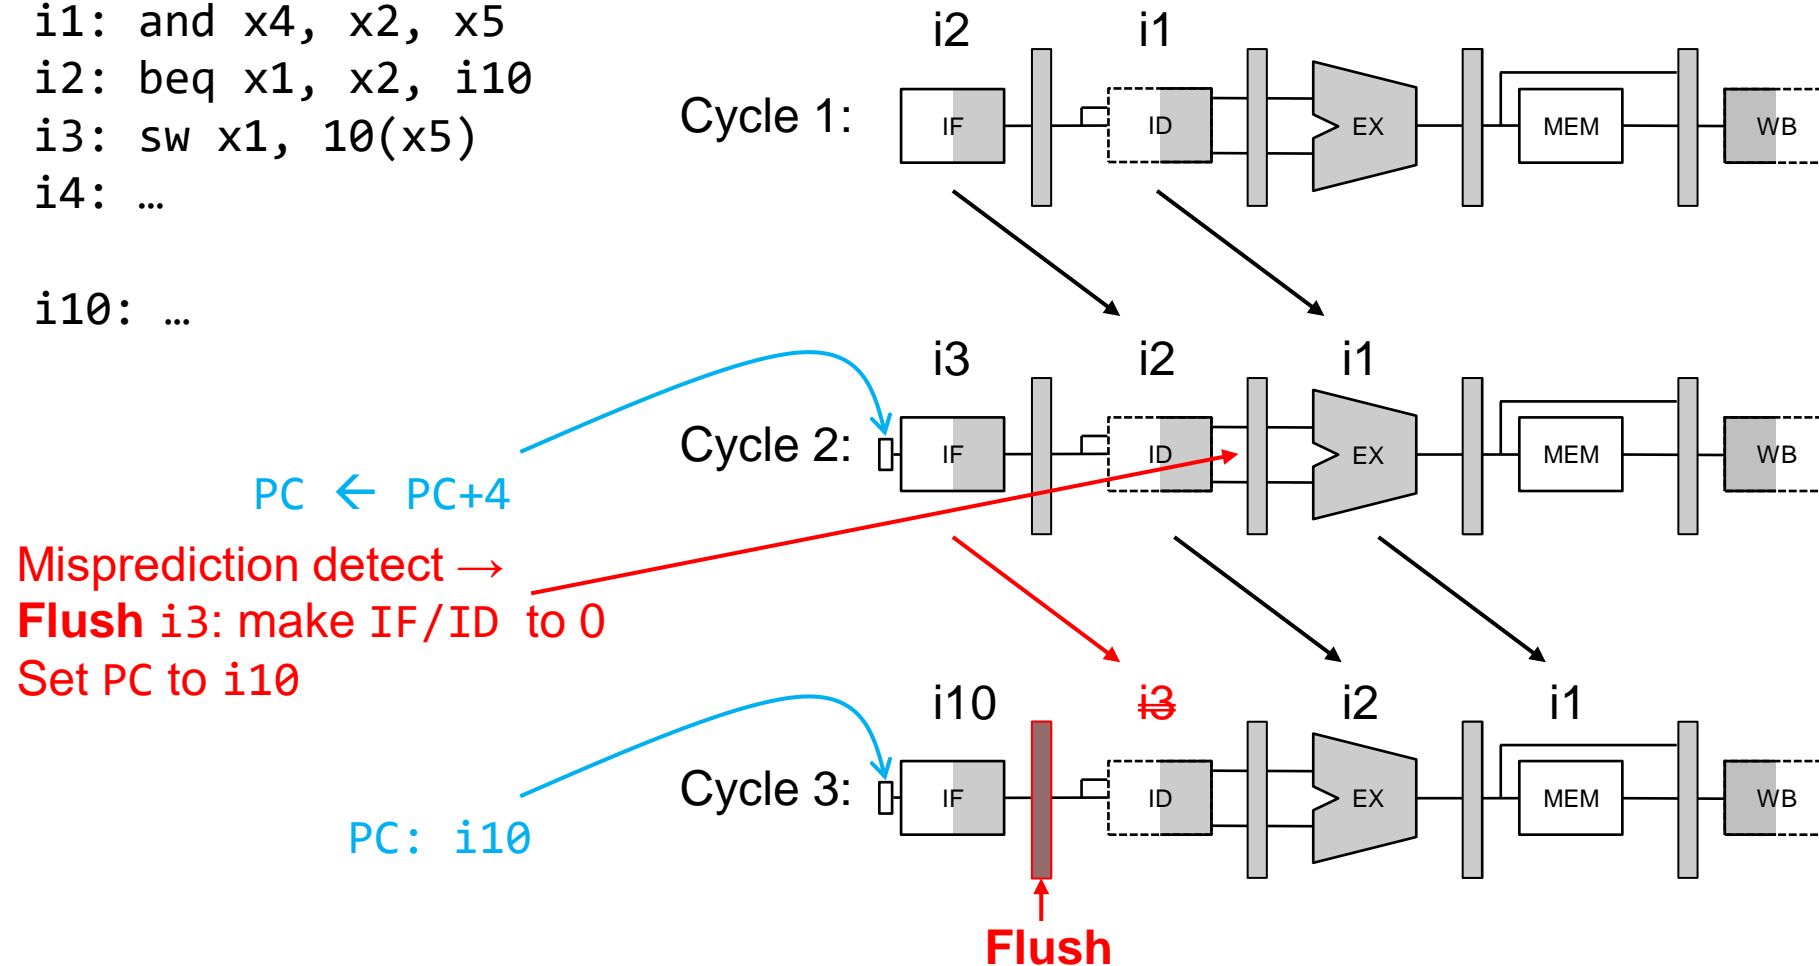 i1: and x4, x2, x5
i2: beq x1, x2, i10
i3: sw x1, 10(x5)
i4: …
i10: …
i2 i1
Cycle 1: IF ID EX MEM WB
i3 i2 i1
Cycle 2: IF ID EX MEM WB
PC ← PC+4
Misprediction detect →
Flush i3: make IF/ID to 0
Set PC to i10
i10 i3 i2 i1
Cycle 3: IF ID EX MEM WB
PC: i10
Flush